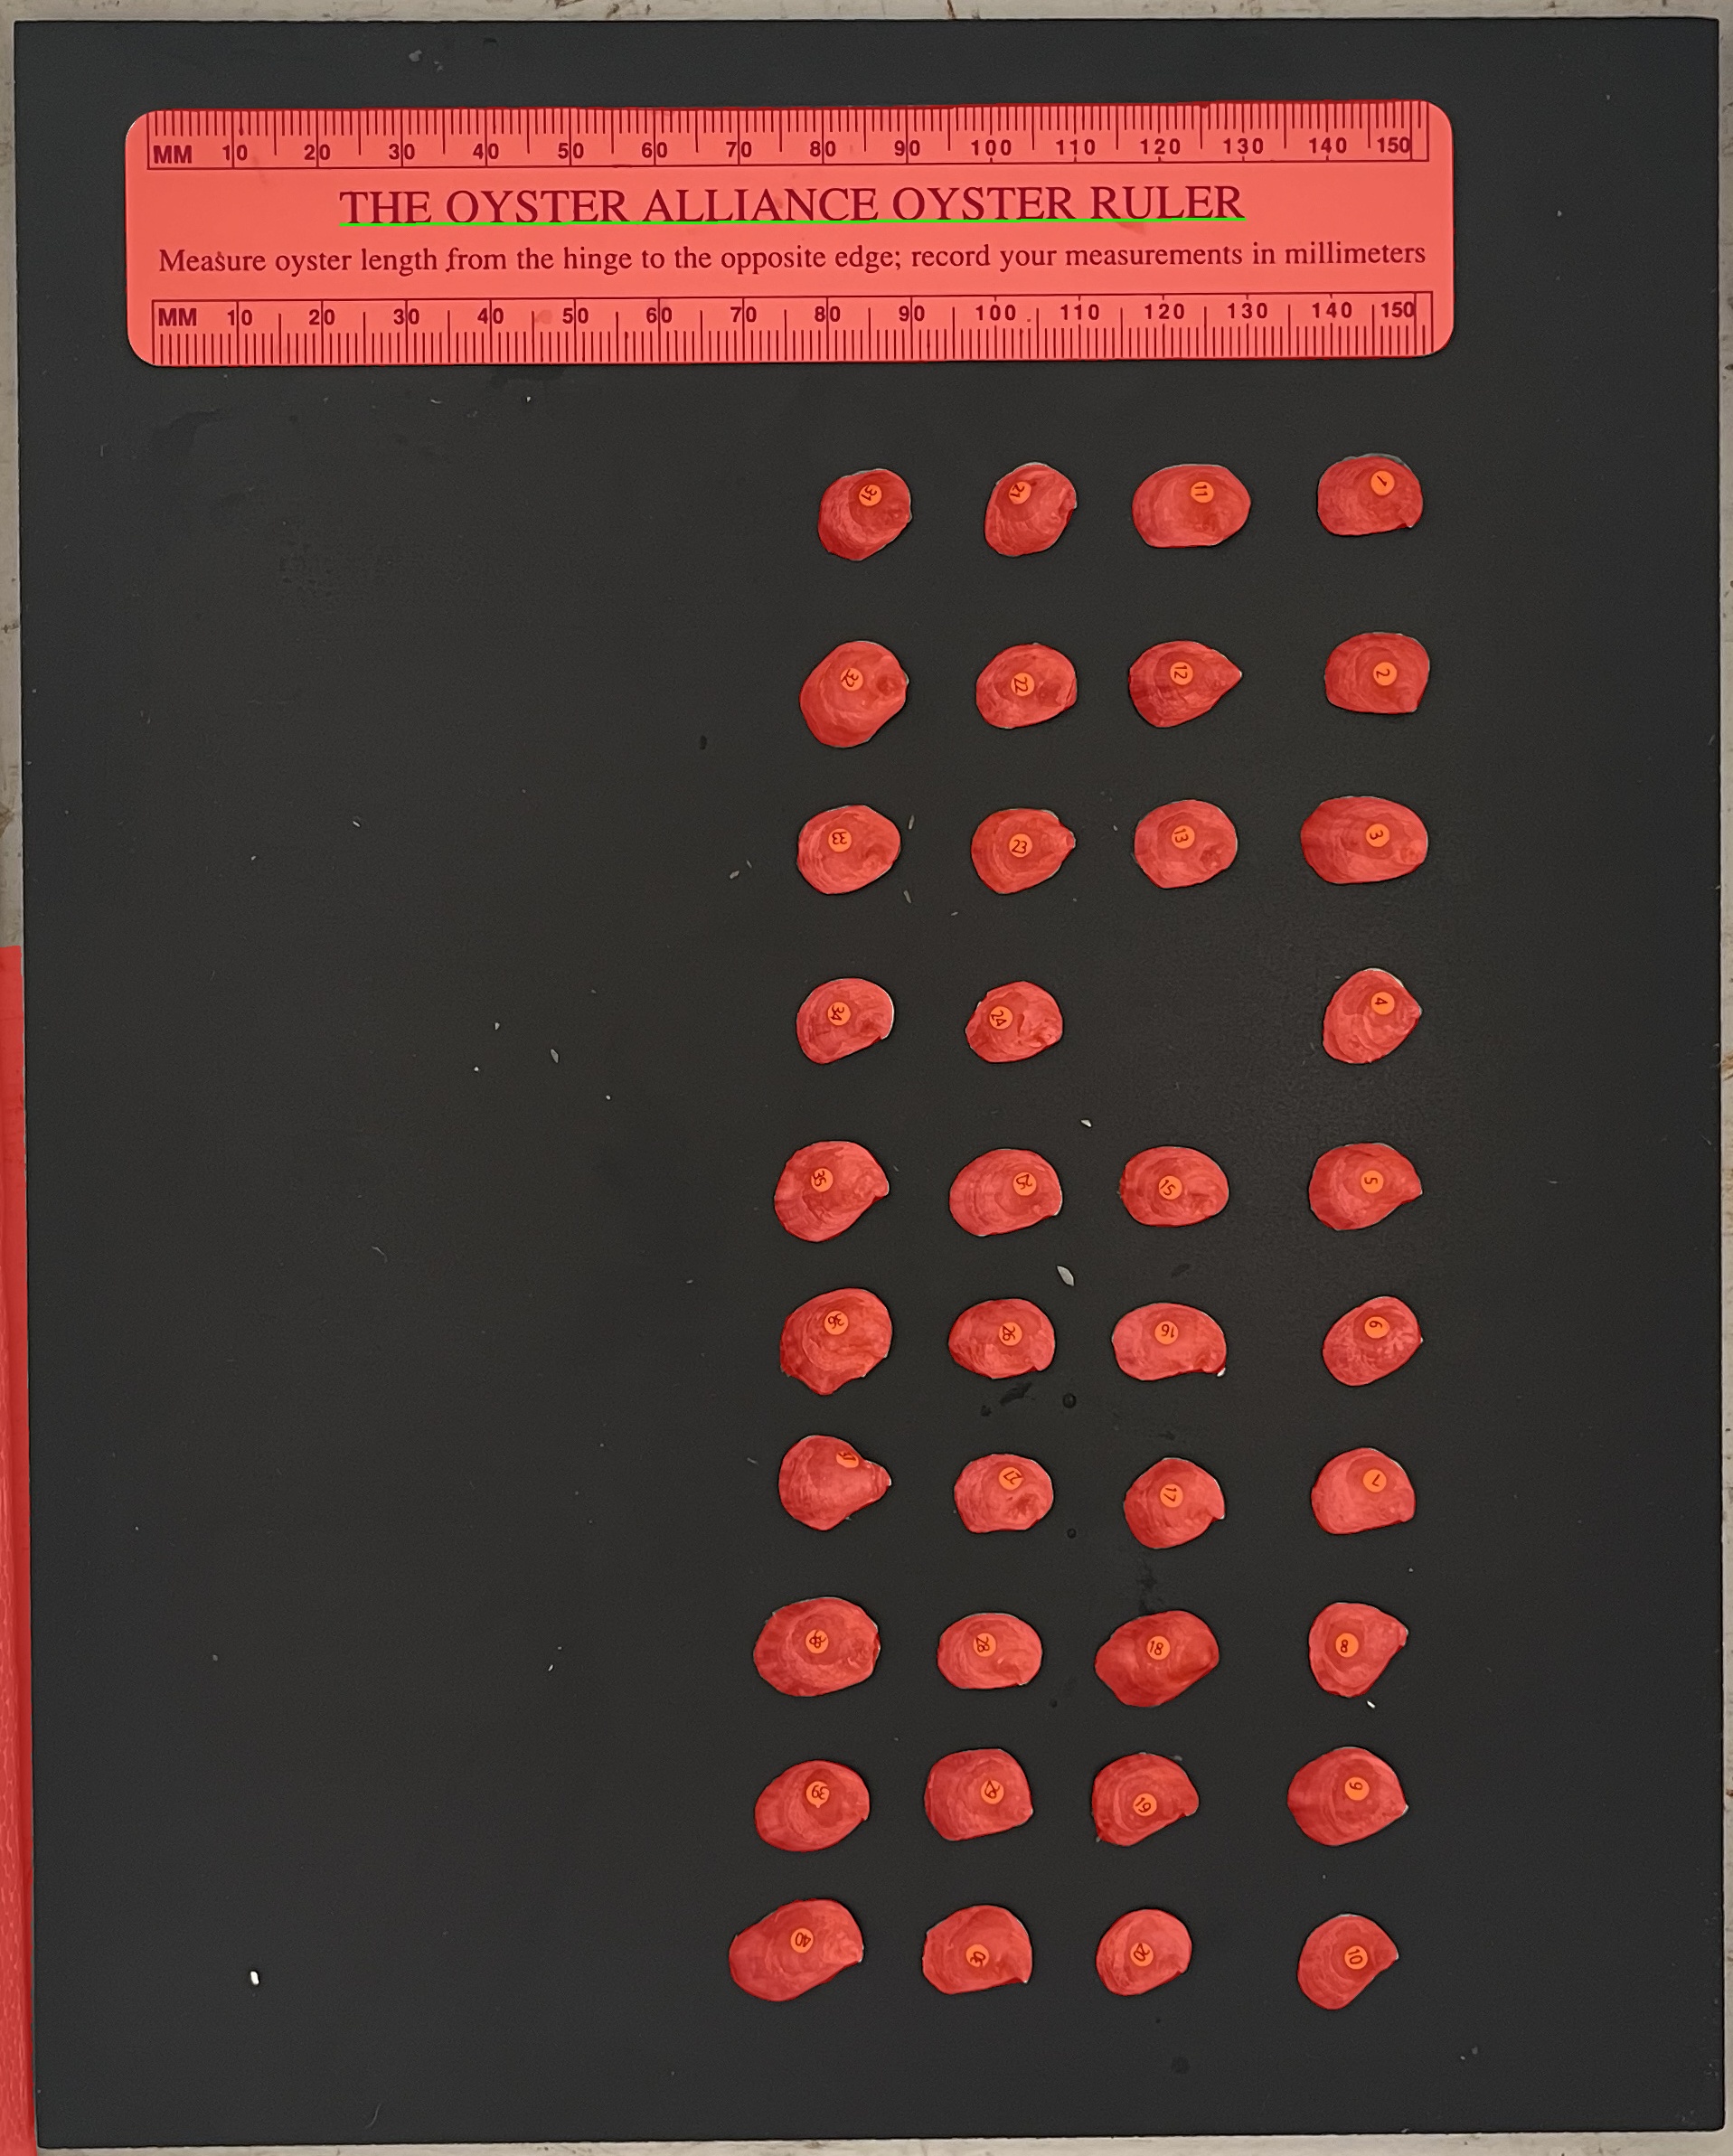 MM 10 20 30 40 50 60 70 80 90 100 110 120 130 140 150
THE OYSTER ALLIANCE OYSTER RULER
Measure oyster length from the hinge to the opposite edge; record your measurements in millimeters
MM 10 20 30 40 50 60 70 80 90 100 110 120 130 140 150
31 21 11 1
32 22 12 2
33 23 13 3
34 24 4
35 25 15 5
36 26 16 6
27 17 7
28 18 8
39 29 19 9
40 20 10